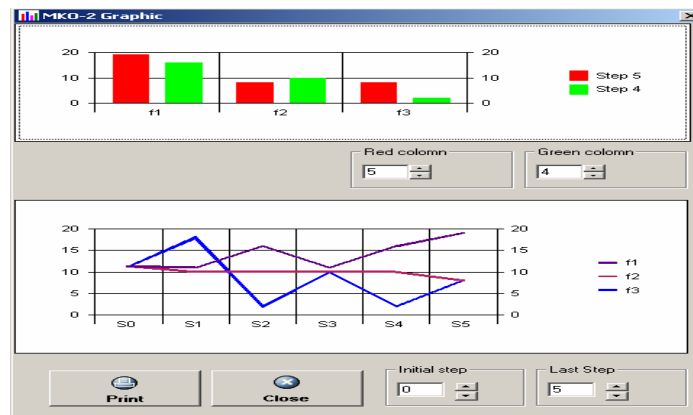 MKO-2 Graphic
20 20
10 10
0 0
f1 f2 f3
Step 5
Step 4
Red colomn
5
Green colomn
4
20 20
15 15
10 10
5 5
0 0
S0 S1 S2 S3 S4 S5
f1
f2
f3
Print
Close
Initial step
0
Last Step
5